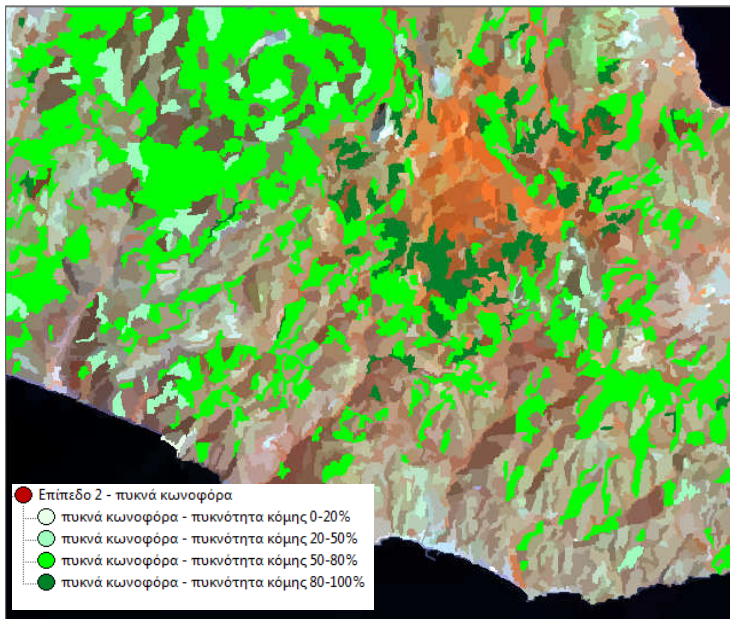 Επίπεδο 2 - πυκνά κωνοφόρα
πυκνά κωνοφόρα - πυκνότητα κόμης 0-20%
πυκνά κωνοφόρα - πυκνότητα κόμης 20-50%
πυκνά κωνοφόρα - πυκνότητα κόμης 50-80%
πυκνά κωνοφόρα - πυκνότητα κόμης 80-100%